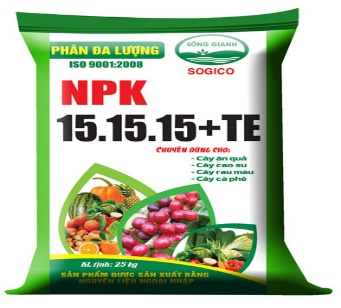 PHÂN ĐA LƯỢNG
ISO 9001:2008
SÔNG GIANH
SOGICO
NPK
15.15.15+TE
CHUYÊN DÙNG CHO:
- Cây ăn quả
- Cây cao su
- Cây rau màu
- Cây cà phê
KL tịnh: 25 kg
SẢN PHẨM ĐƯỢC SẢN XUẤT BẰNG
NGUYÊN LIỆU NGOẠI NHẬP